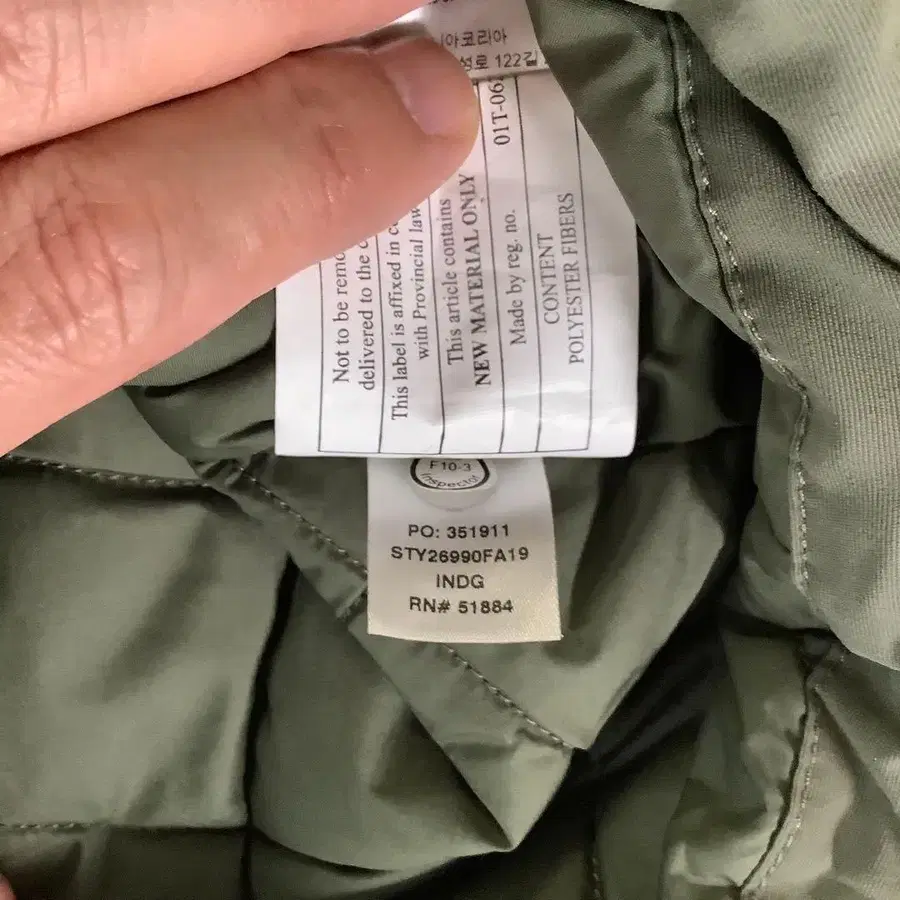 아코리아
성로 122길
Not to be
delivered to the
This label is affixed in
with Provincial law
This article contains
NEW MATERIAL ONLY
Made by reg. no. 01T-06
CONTENT
POLYESTER FIBERS
F10-3
Inspector
PO: 351911
STY26990FA19
INDG
RN# 51884